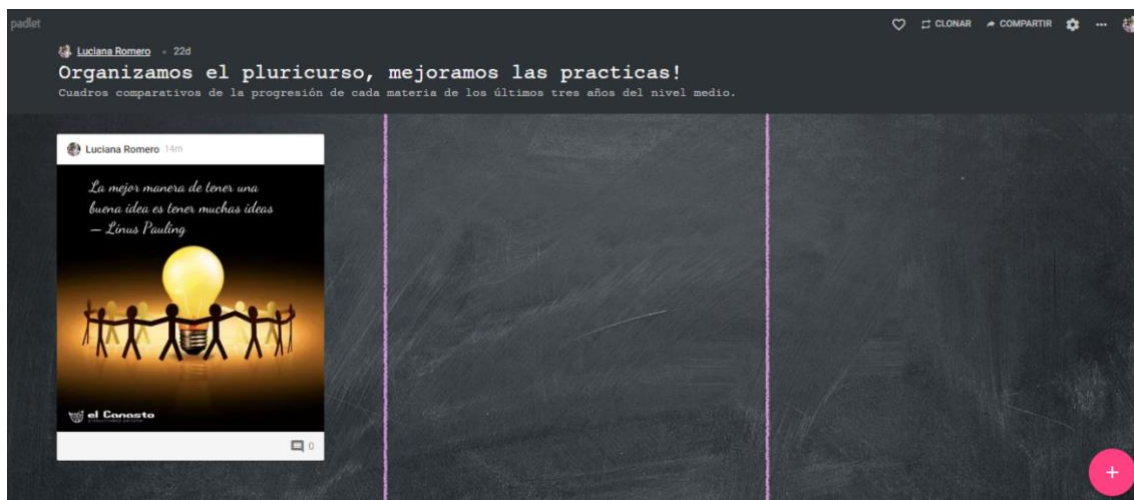 padlet
CLONAR COMPARTIR
Luciana Romero 22d
Organizamos el pluricurso, mejoramos las practicas!
Cuadros comparativos de la progresión de cada materia de los últimos tres años del nivel medio.
Luciana Romero 14m
La mejor manera de tener una
buena idea es tener muchas ideas
— Linus Pauling
el Canasto
0